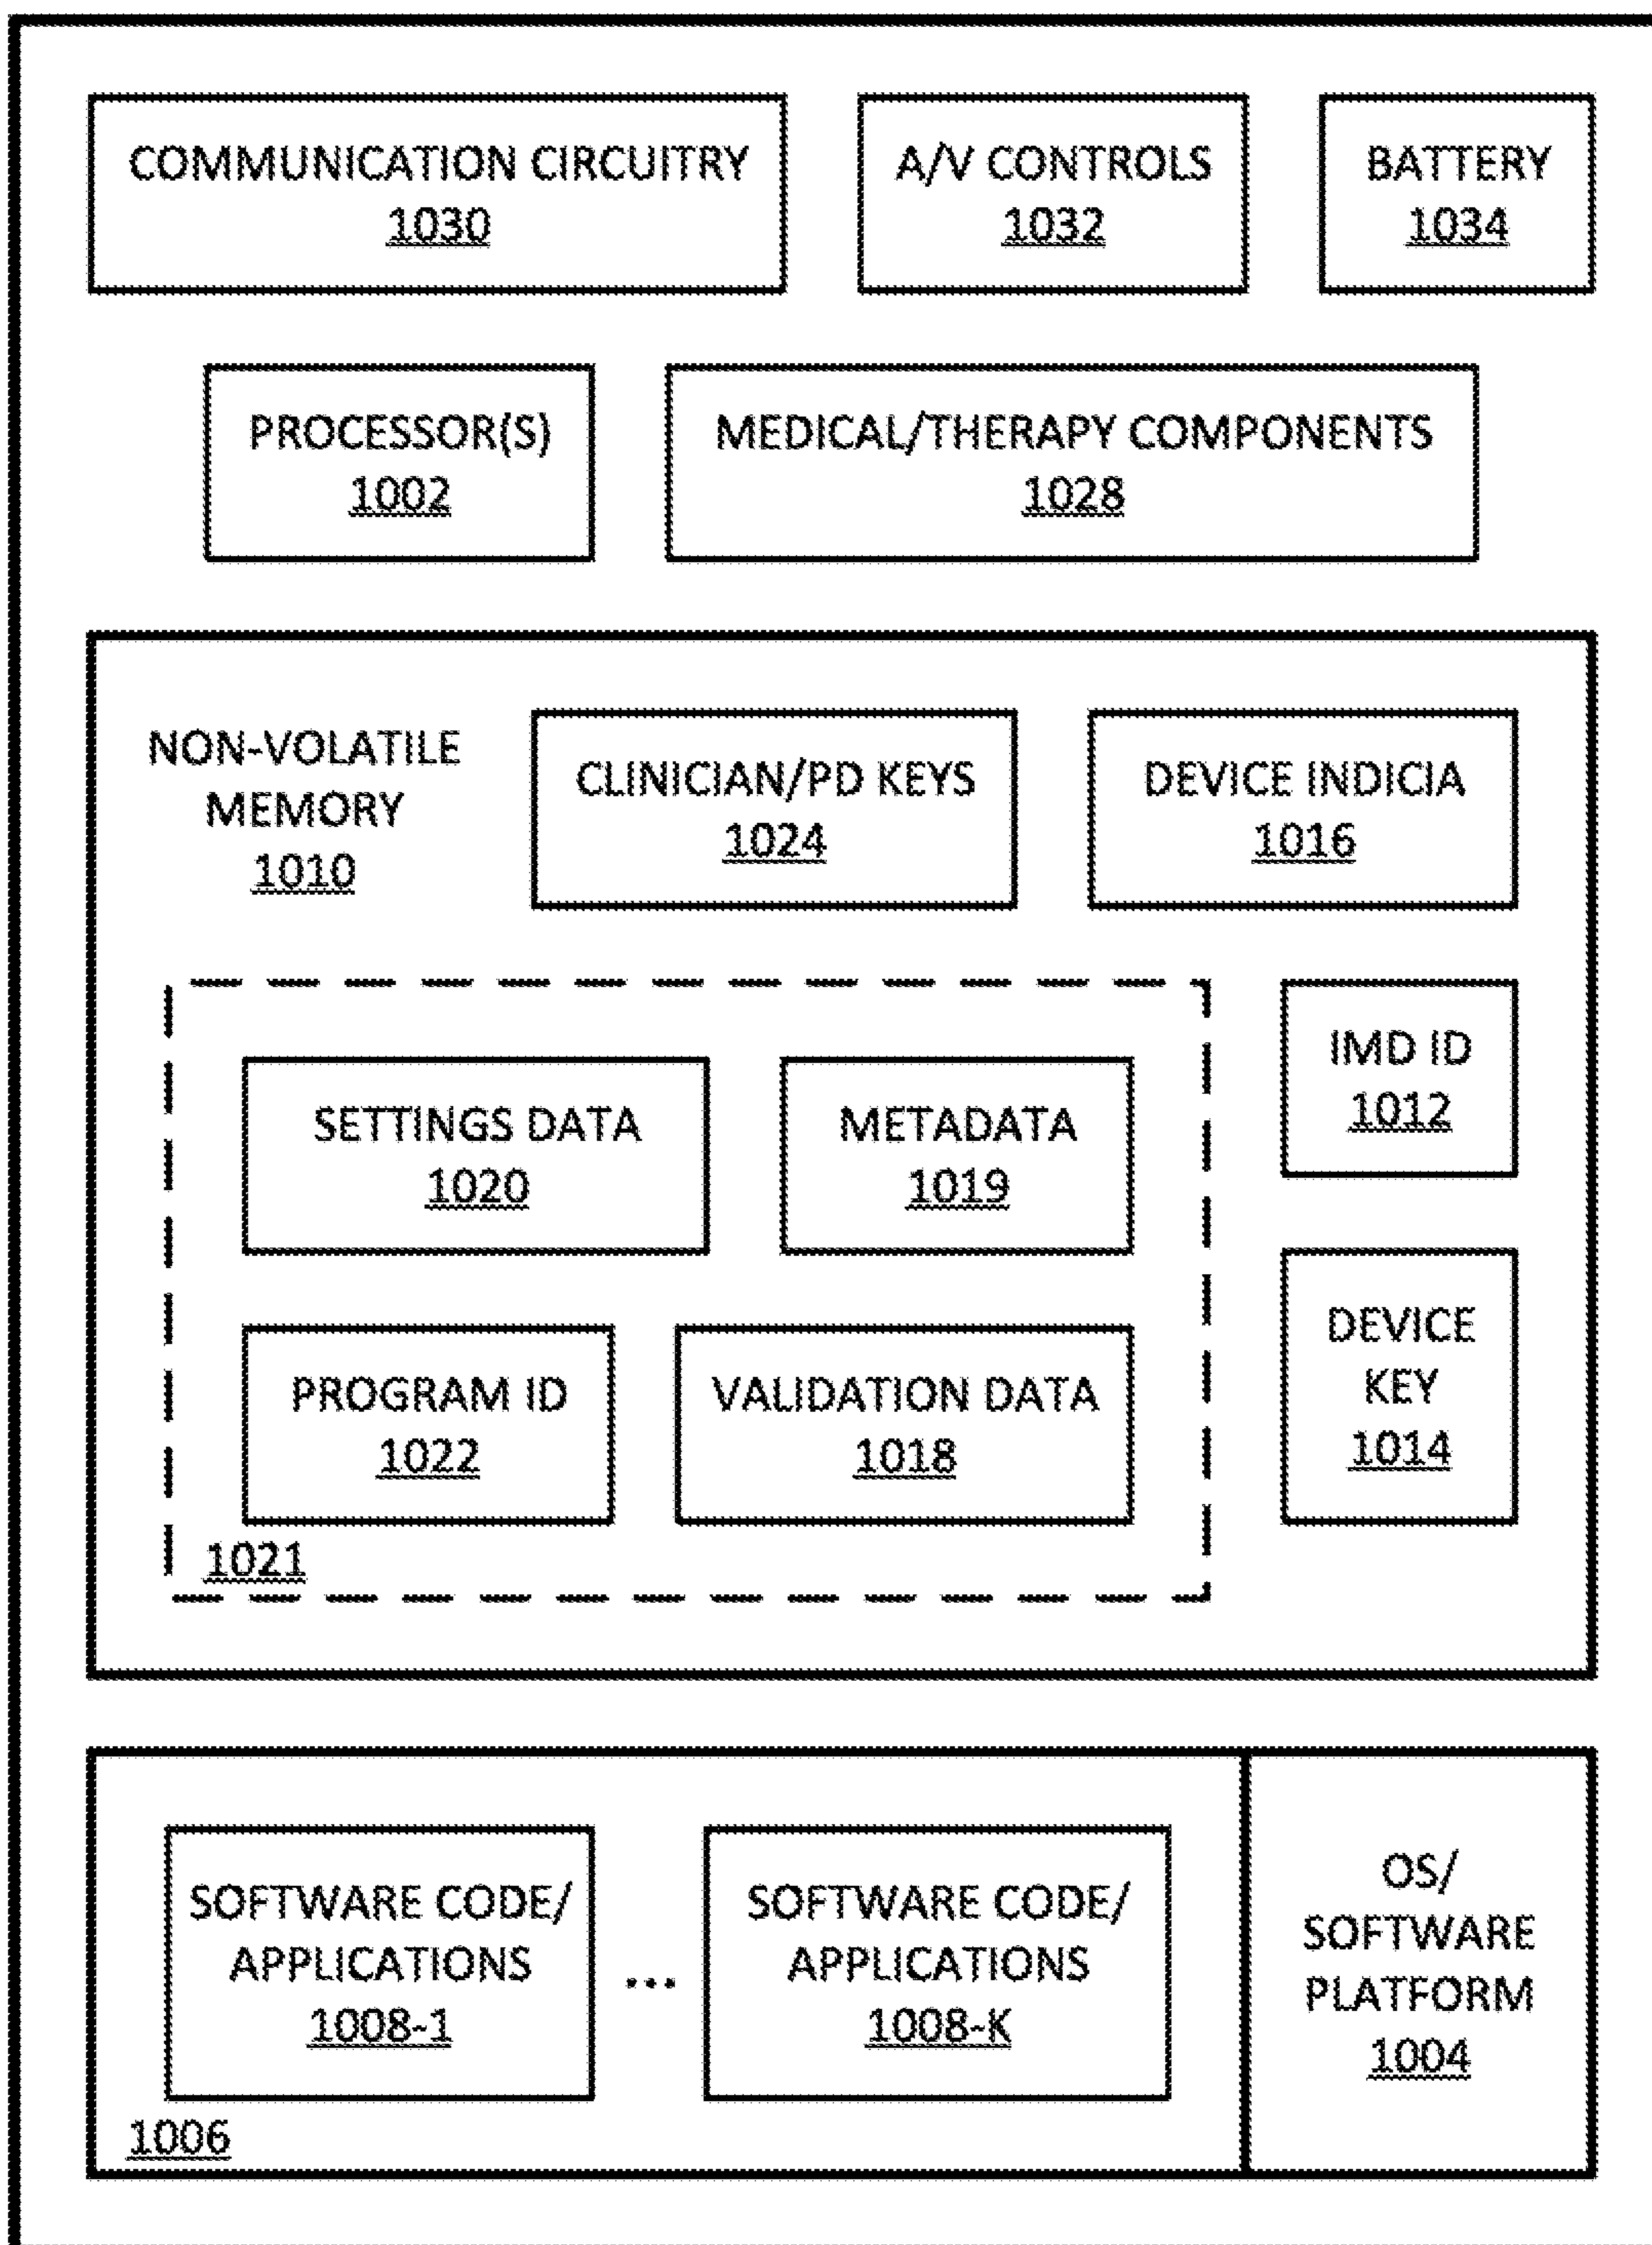 COMMUNICATION CIRCUITRY
1030
A/V CONTROLS
1032
BATTERY
1034
PROCESSOR(S)
1002
MEDICAL/THERAPY COMPONENTS
1028
NON-VOLATILE
MEMORY
1010
CLINICIAN/PD KEYS
1024
DEVICE INDICIA
1016
SETTINGS DATA
1020
METADATA
1019
IMD ID
1012
PROGRAM ID
1022
VALIDATION DATA
1018
DEVICE
KEY
1014
1021
SOFTWARE CODE/
APPLICATIONS
1008-1
...
SOFTWARE CODE/
APPLICATIONS
1008-K
OS/
SOFTWARE
PLATFORM
1004
1006